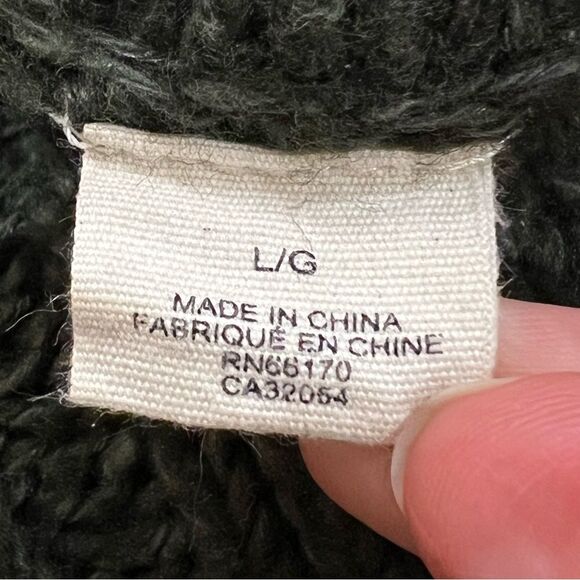 L/G
MADE IN CHINA
FABRIQUÉ EN CHINE
RN66170
CA32054